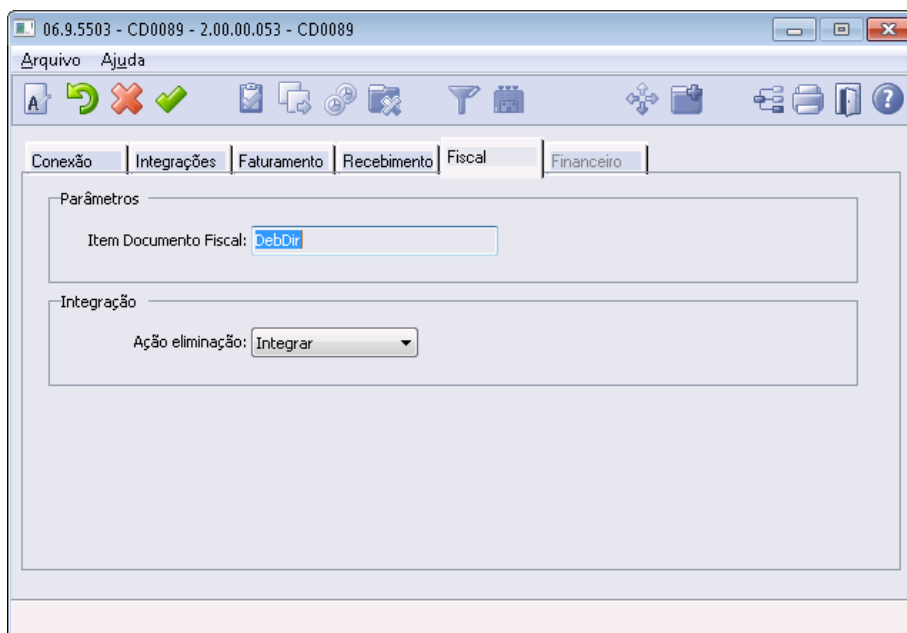 06.9.5503 - CD0089 - 2.00.00.053 - CD0089
Arquivo Ajuda
Conexão Integrações Faturamento Recebimento Fiscal Financeiro
Parâmetros
Item Documento Fiscal: DebDir
Integração
Ação eliminação: Integrar